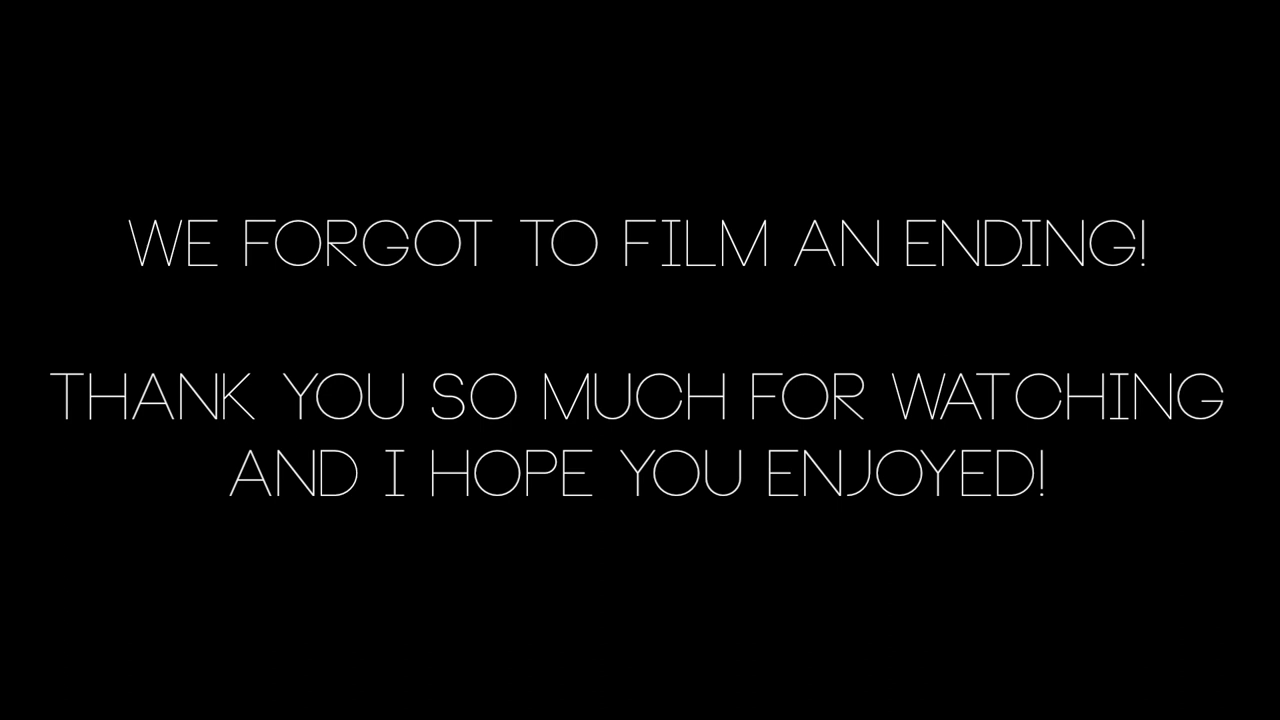 WE FORGOT TO FILM AN ENDING!
THANK YOU SO MUCH FOR WATCHING
AND I HOPE YOU ENJOYED!